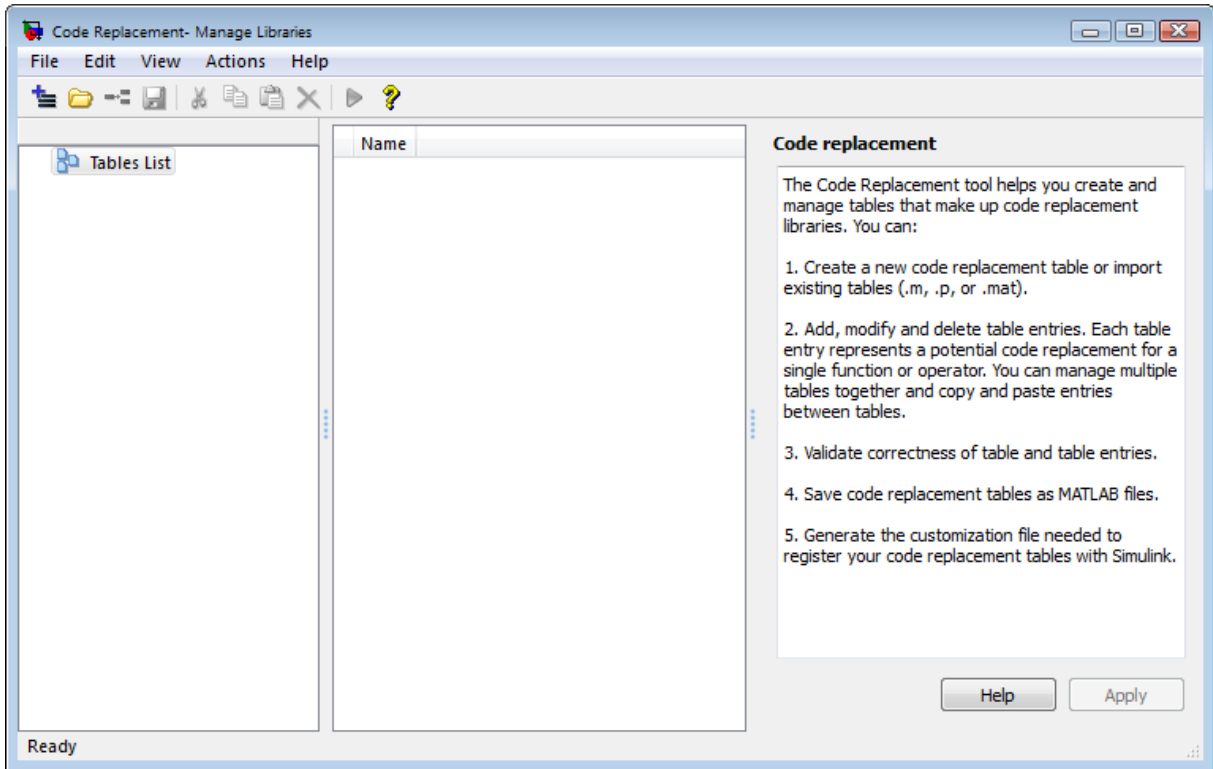 Code Replacement- Manage Libraries
File Edit View Actions Help
Tables List
Name
Code replacement
The Code Replacement tool helps you create and
manage tables that make up code replacement
libraries. You can:
1. Create a new code replacement table or import
existing tables (.m, .p, or .mat).
2. Add, modify and delete table entries. Each table
entry represents a potential code replacement for a
single function or operator. You can manage multiple
tables together and copy and paste entries
between tables.
3. Validate correctness of table and table entries.
4. Save code replacement tables as MATLAB files.
5. Generate the customization file needed to
register your code replacement tables with Simulink.
Help Apply
Ready